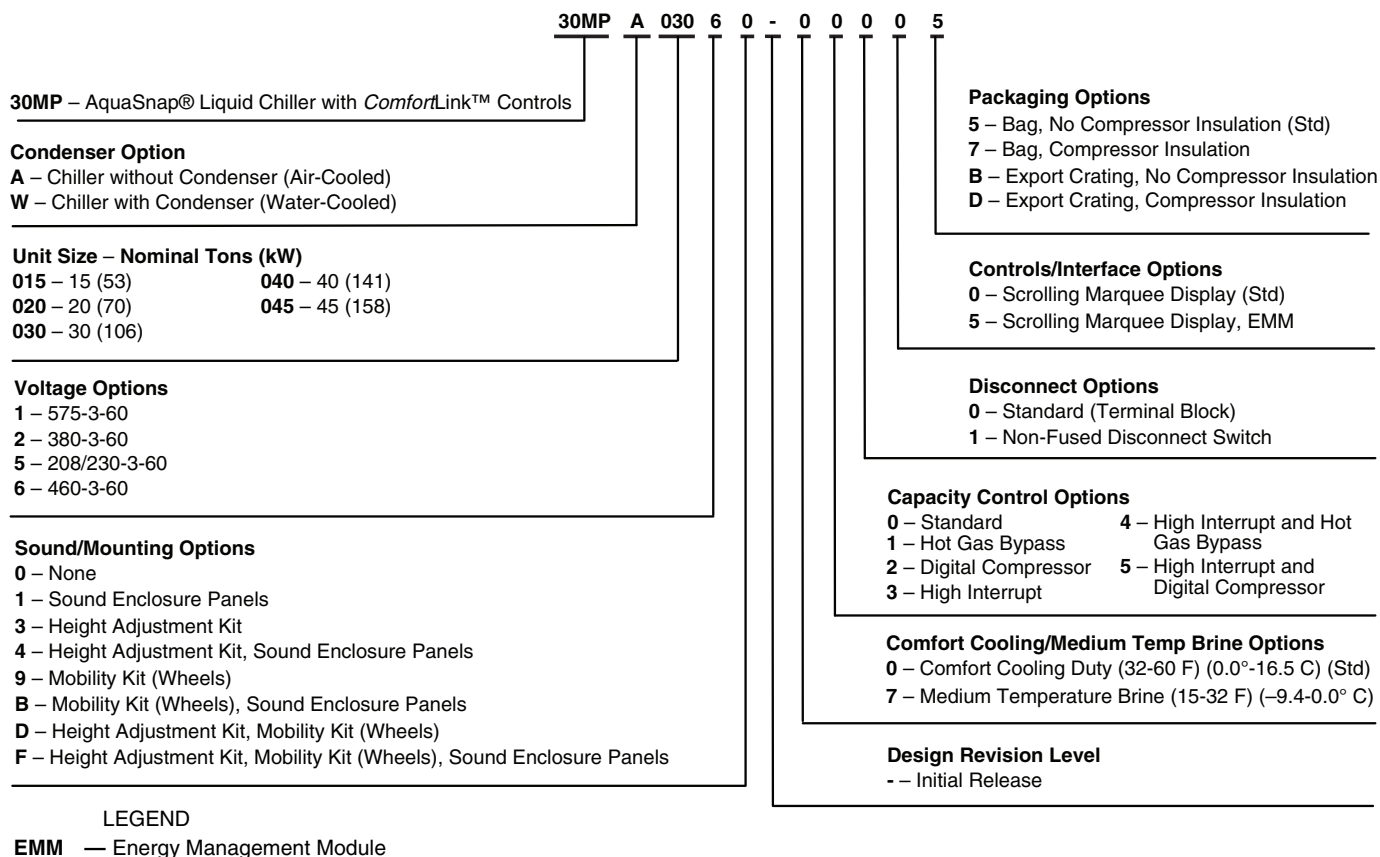 30MP A 030 6 0 - 0 0 0 0 5
30MP – AquaSnap® Liquid Chiller with ComfortLink™ Controls
Condenser Option
A – Chiller without Condenser (Air-Cooled)
W – Chiller with Condenser (Water-Cooled)
Unit Size – Nominal Tons (kW)
015 – 15 (53)
020 – 20 (70)
030 – 30 (106)
040 – 40 (141)
045 – 45 (158)
Voltage Options
1 – 575-3-60
2 – 380-3-60
5 – 208/230-3-60
6 – 460-3-60
Sound/Mounting Options
0 – None
1 – Sound Enclosure Panels
3 – Height Adjustment Kit
4 – Height Adjustment Kit, Sound Enclosure Panels
9 – Mobility Kit (Wheels)
B – Mobility Kit (Wheels), Sound Enclosure Panels
D – Height Adjustment Kit, Mobility Kit (Wheels)
F – Height Adjustment Kit, Mobility Kit (Wheels), Sound Enclosure Panels
LEGEND
EMM — Energy Management Module
Packaging Options
5 – Bag, No Compressor Insulation (Std)
7 – Bag, Compressor Insulation
B – Export Crating, No Compressor Insulation
D – Export Crating, Compressor Insulation
Controls/Interface Options
0 – Scrolling Marquee Display (Std)
5 – Scrolling Marquee Display, EMM
Disconnect Options
0 – Standard (Terminal Block)
1 – Non-Fused Disconnect Switch
Capacity Control Options
0 – Standard
1 – Hot Gas Bypass
2 – Digital Compressor
3 – High Interrupt
4 – High Interrupt and Hot
Gas Bypass
5 – High Interrupt and
Digital Compressor
Comfort Cooling/Medium Temp Brine Options
0 – Comfort Cooling Duty (32-60 F) (0.0°-16.5 C) (Std)
7 – Medium Temperature Brine (15-32 F) (–9.4-0.0° C)
Design Revision Level
- – Initial Release